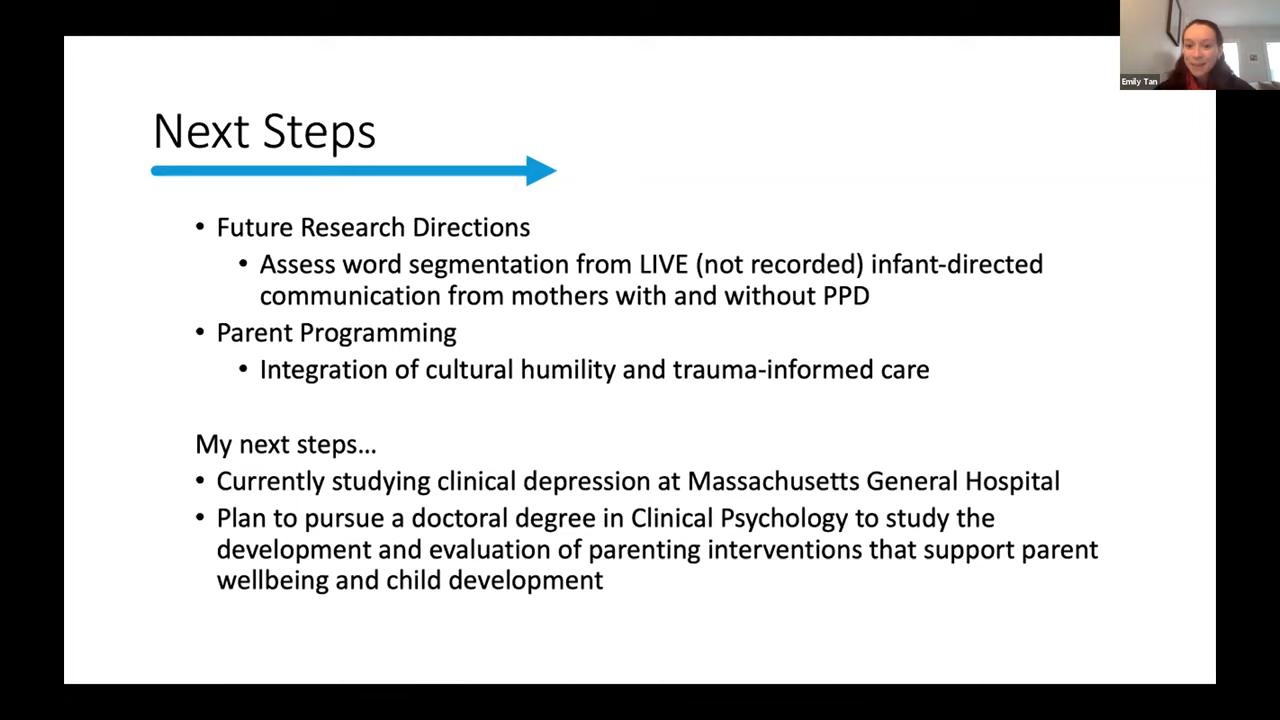 Emily Tan
Next Steps
• Future Research Directions
• Assess word segmentation from LIVE (not recorded) infant-directed
communication from mothers with and without PPD
• Parent Programming
• Integration of cultural humility and trauma-informed care
My next steps…
• Currently studying clinical depression at Massachusetts General Hospital
• Plan to pursue a doctoral degree in Clinical Psychology to study the
development and evaluation of parenting interventions that support parent
wellbeing and child development